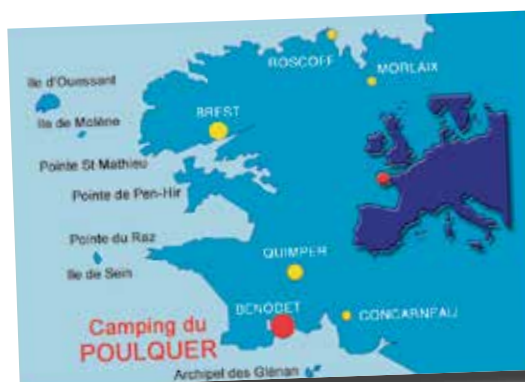 ROSCOFF
MORLAIX
Ile d'Ouessant
Ile de Molène
BREST
Pointe St Mathieu
Pointe de Pen-Hir
Pointe du Raz
Ile de Sein
QUIMPER
BENODET
CONCARNEAU
Camping du
POULQUER
Archipel des Glénan